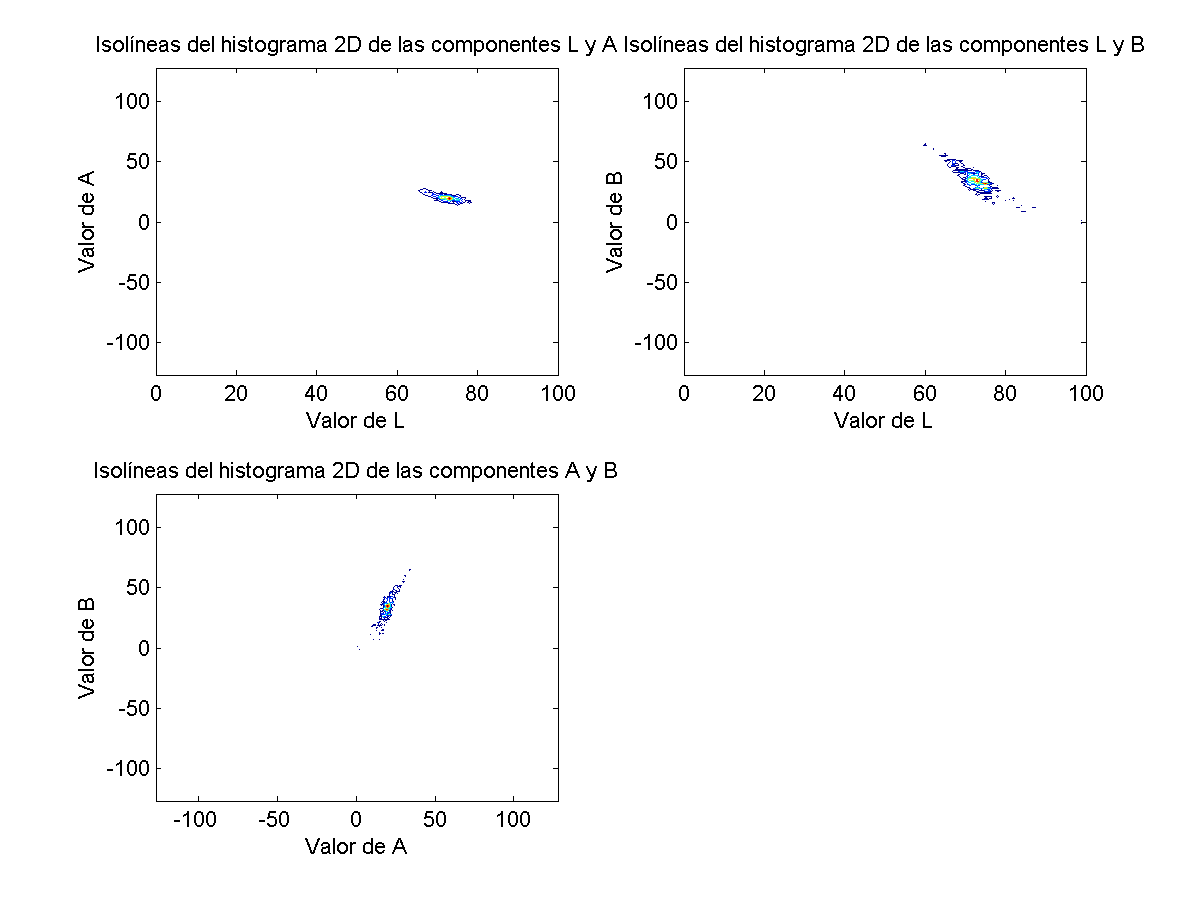 Isolíneas del histograma 2D de las componentes L y A
100
50
0
-50
-100
0 20 40 60 80 100
Valor de L
Valor de A
Isolíneas del histograma 2D de las componentes L y B
100
50
0
-50
-100
0 20 40 60 80 100
Valor de L
Valor de B
Isolíneas del histograma 2D de las componentes A y B
100
50
0
-50
-100
-100 -50 0 50 100
Valor de A
Valor de B